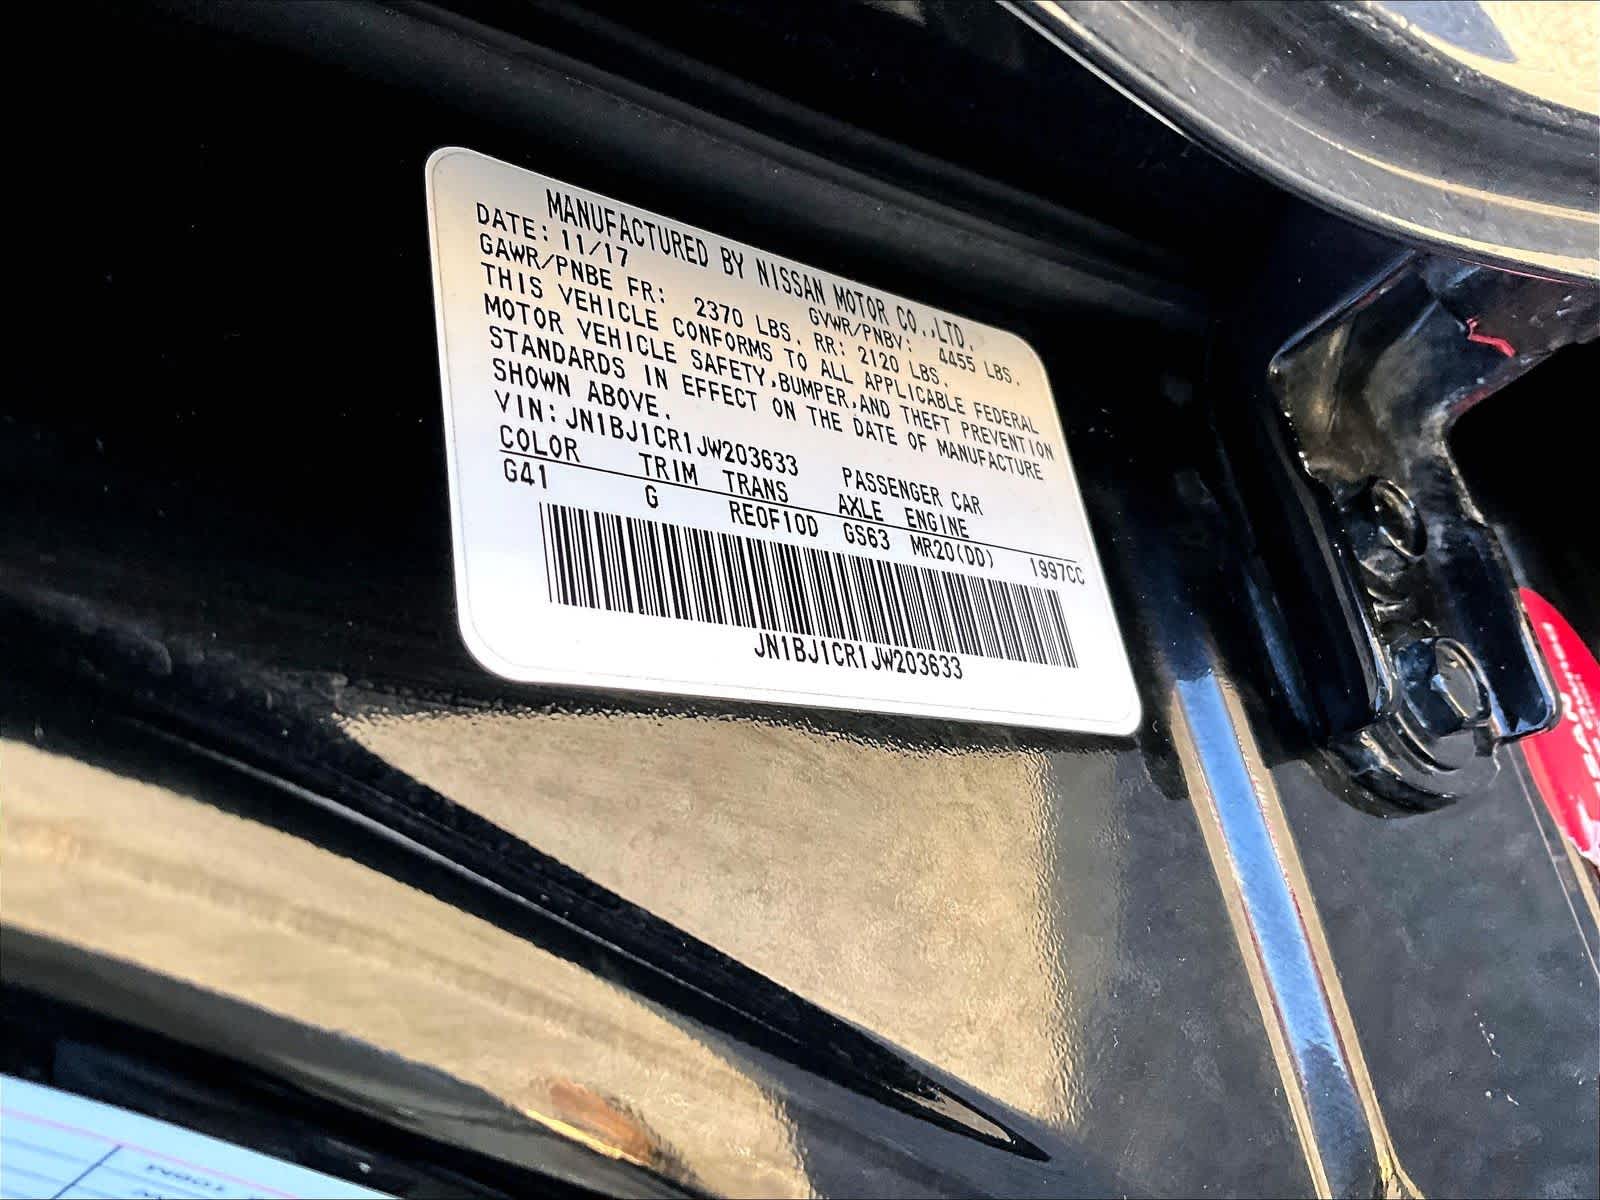 MANUFACTURED BY NISSAN MOTOR CO.,LTD.
DATE: 11/17 GVWR/PNBV: 4455 LBS.
GAWR/PNBE FR: 2370 LBS. RR: 2120 LBS.
THIS VEHICLE CONFORMS TO ALL APPLICABLE FEDERAL
MOTOR VEHICLE SAFETY,BUMPER,AND THEFT PREVENTION
STANDARDS IN EFFECT ON THE DATE OF MANUFACTURE
SHOWN ABOVE.
VIN: JN1BJ1CR1JW203633 PASSENGER CAR
COLOR TRIM TRANS AXLE ENGINE
G41 G RE0F10D GS63 MR20(DD) 1997CC
JN1BJ1CR1JW203633